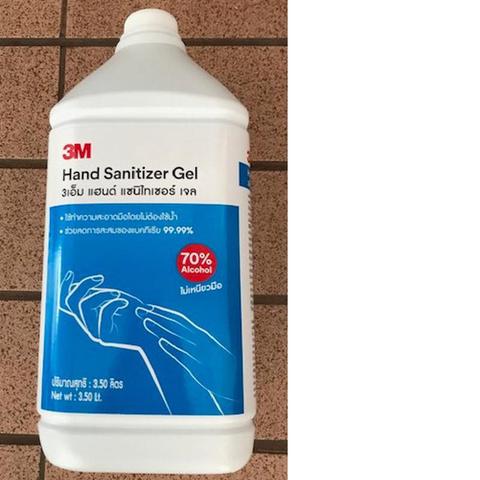 3M
Hand Sanitizer Gel
3เอ็ม แฮนด์ แซนิไทเซอร์ เจล
• ใช้ทำความสะอาดมือโดยไม่ต้องใช้น้ำ
• ช่วยลดการสะสมของแบคทีเรีย 99.99%
70%
Alcohol
ไม่เหนียวมือ
ปริมาณสุทธิ : 3.50 ลิตร
Net wt : 3.50 Lt.